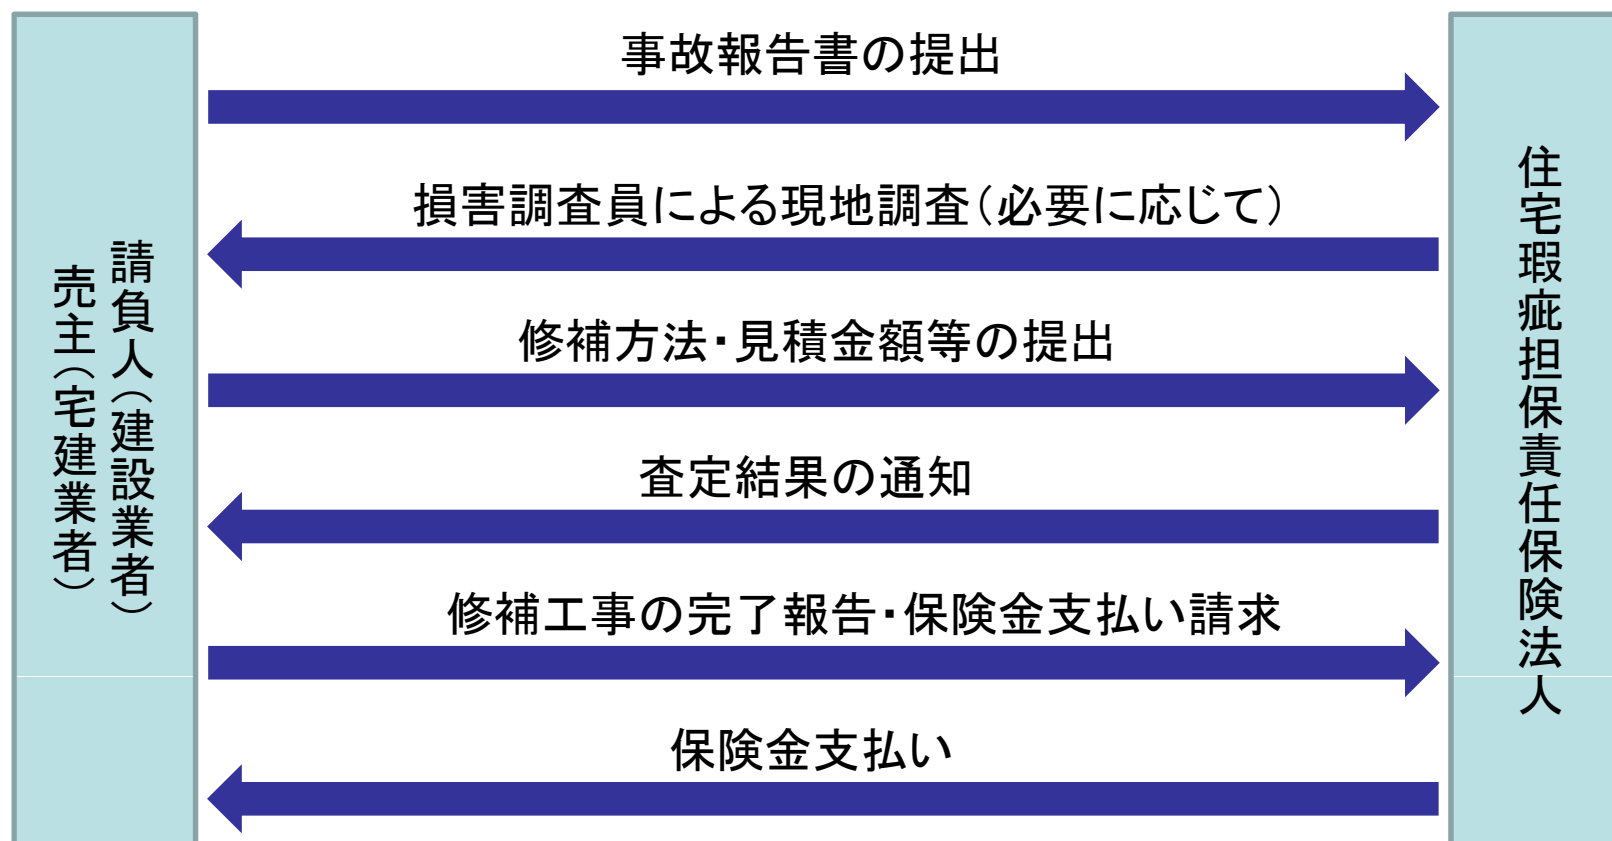 事故報告書の提出
損害調査員による現地調査（必要に応じて）
修補方法・見積金額等の提出
査定結果の通知
修補工事の完了報告・保険金支払い請求
保険金支払い
請負人（建設業者）
売主（宅建業者）
住宅瑕疵担保責任保険法人